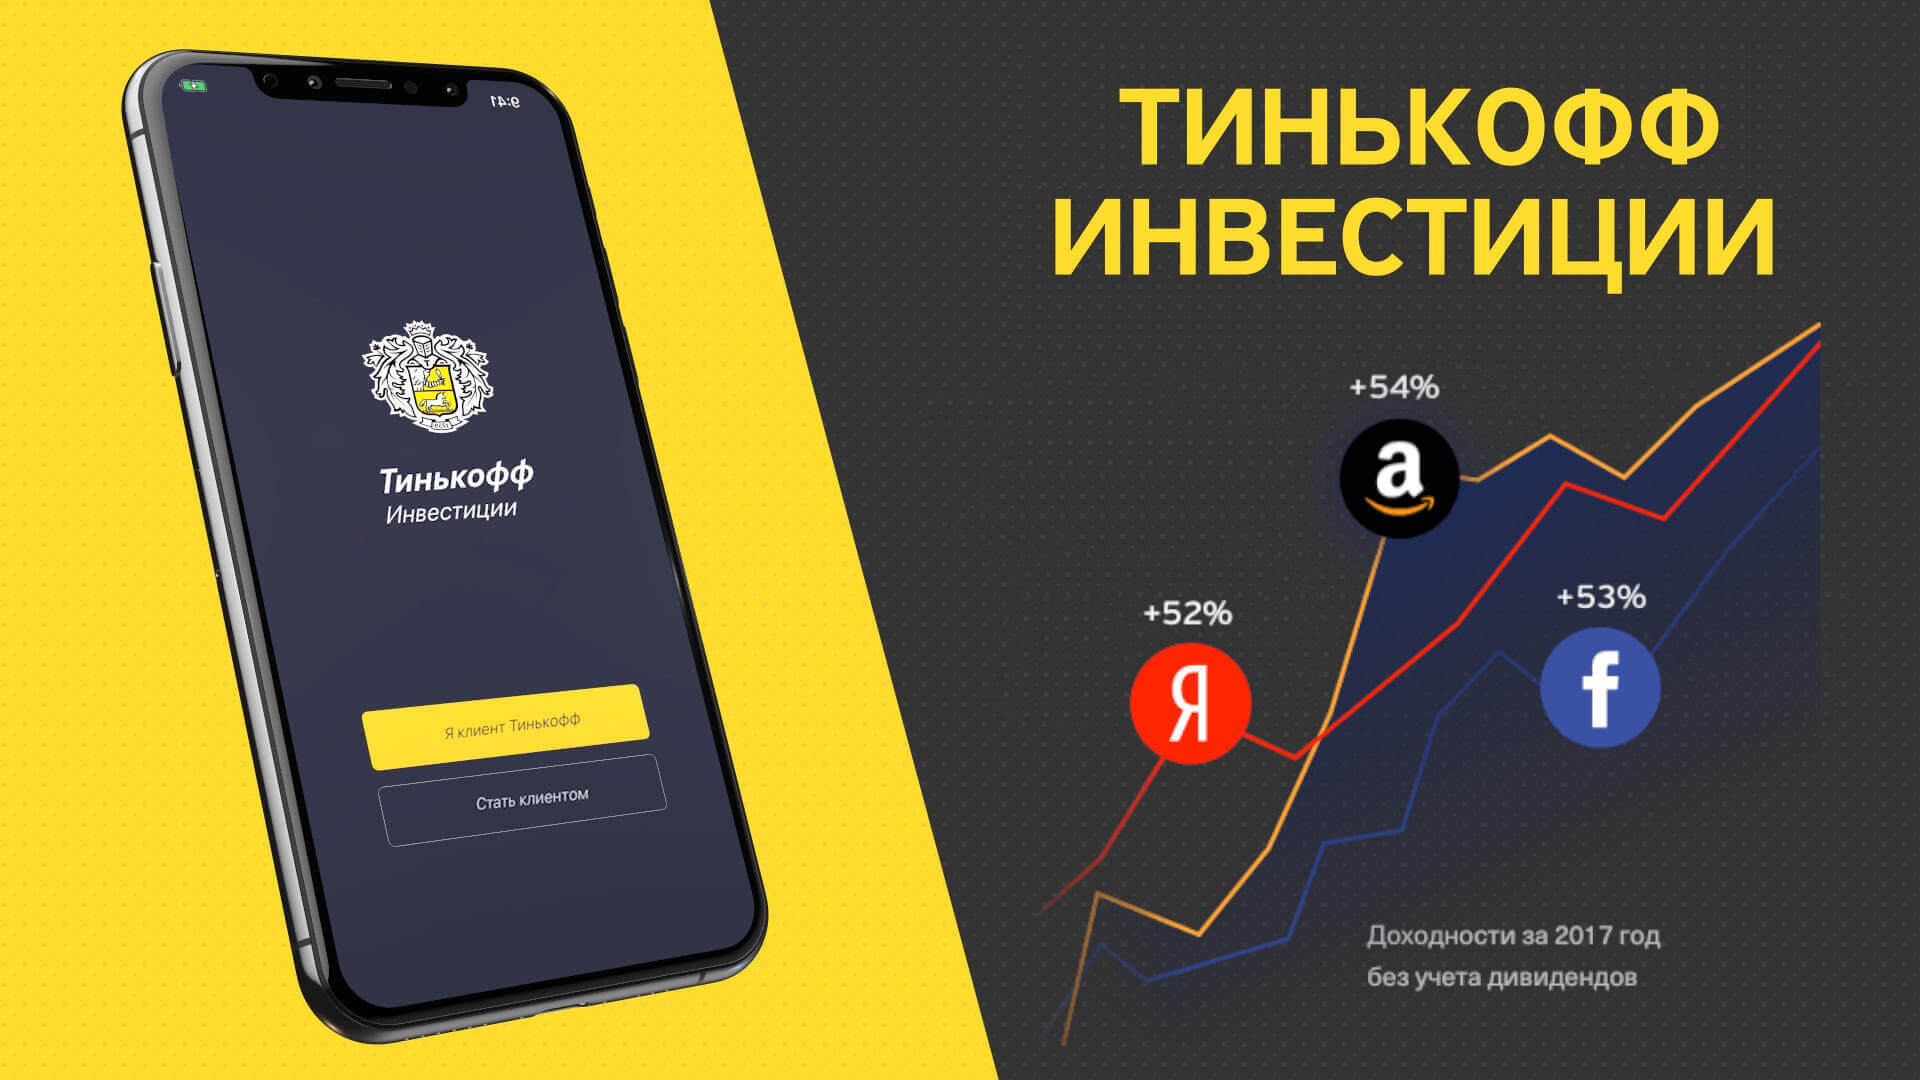 9:41
Тинькофф
Инвестиции
Я клиент Тинькофф
Стать клиентом
ТИНЬКОФФ
ИНВЕСТИЦИИ
+54%
a
+53%
f
+52%
Я
Доходности за 2017 год
без учета дивидендов